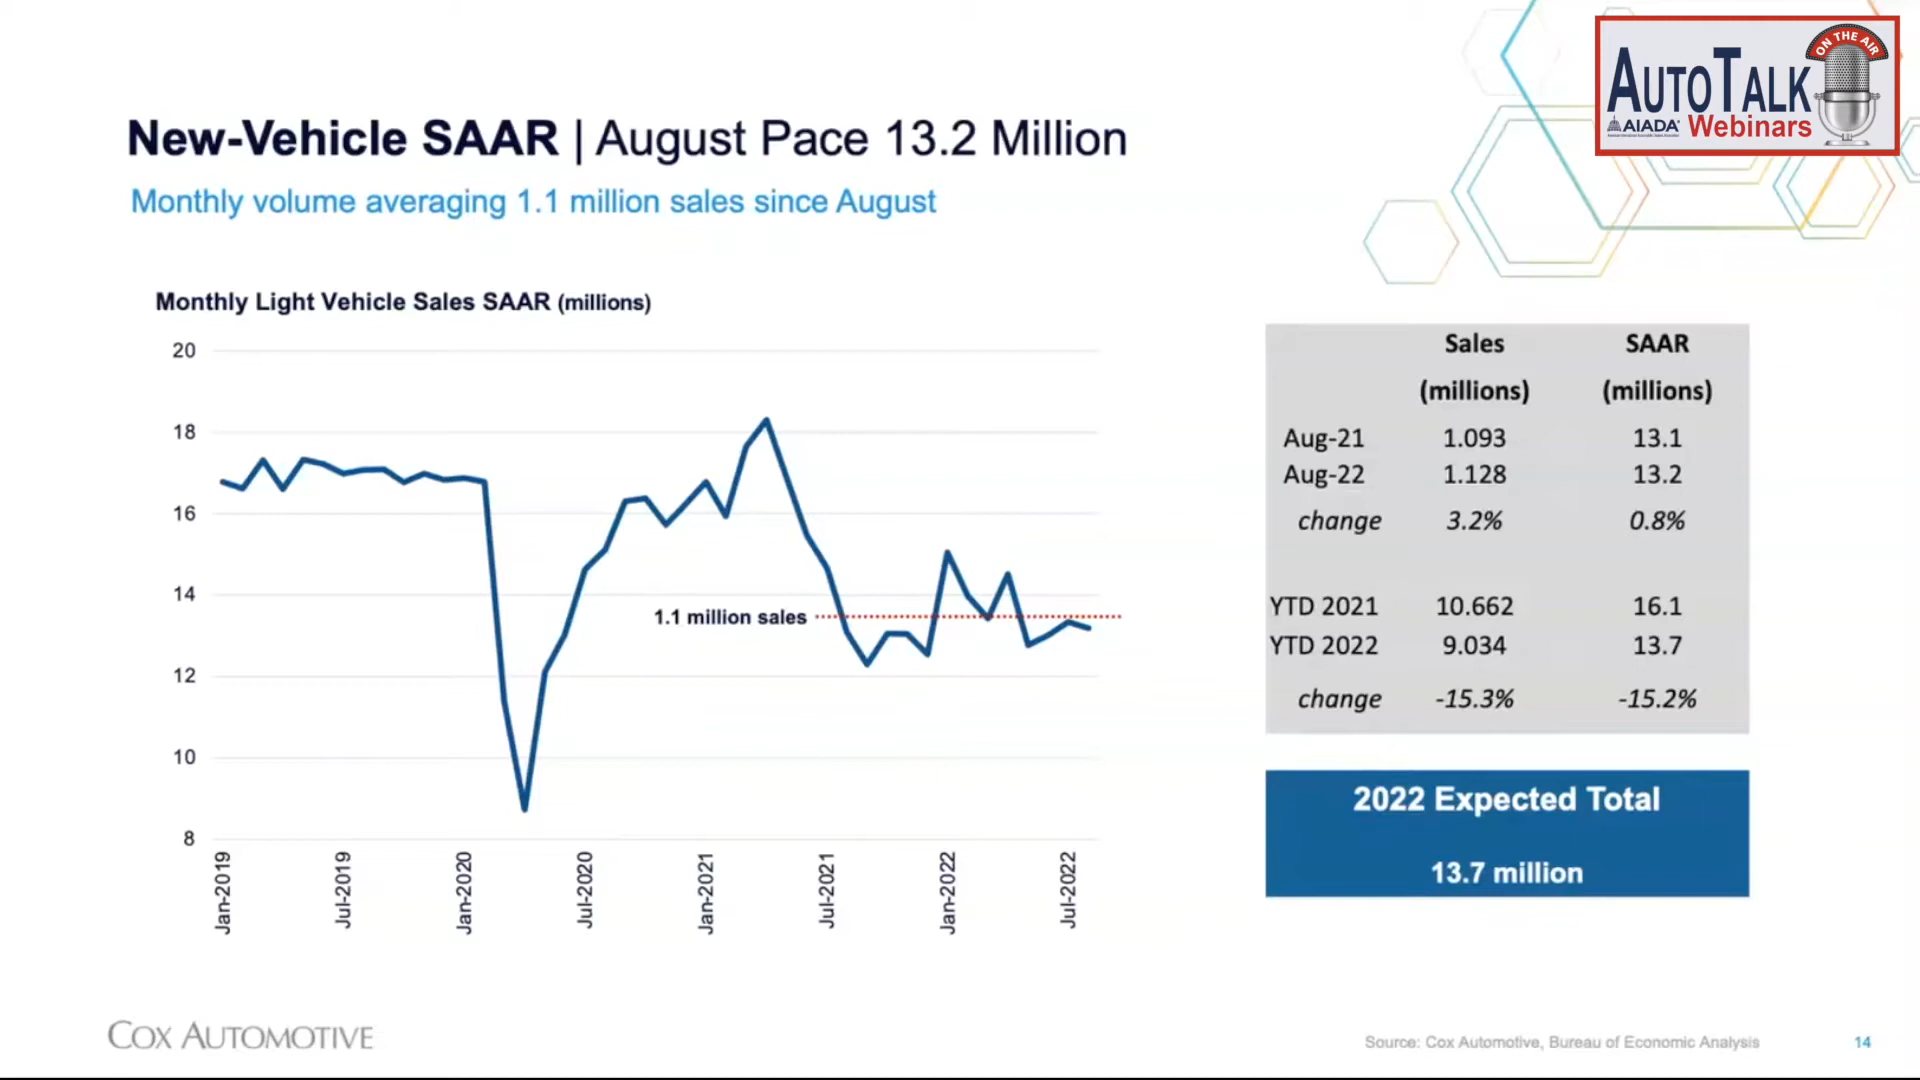 ON THE AIR
AUTOTALK
AIADA Webinars
New-Vehicle SAAR | August Pace 13.2 Million
Monthly volume averaging 1.1 million sales since August
Monthly Light Vehicle Sales SAAR (millions)
20
18
16
14
12
10
8
1.1 million sales
Jan-2019
Jul-2019
Jan-2020
Jul-2020
Jan-2021
Jul-2021
Jan-2022
Jul-2022
Sales SAAR
(millions) (millions)
Aug-21 1.093 13.1
Aug-22 1.128 13.2
change 3.2% 0.8%
YTD 2021 10.662 16.1
YTD 2022 9.034 13.7
change -15.3% -15.2%
2022 Expected Total
13.7 million
COX AUTOMOTIVE
Source: Cox Automotive, Bureau of Economic Analysis
14